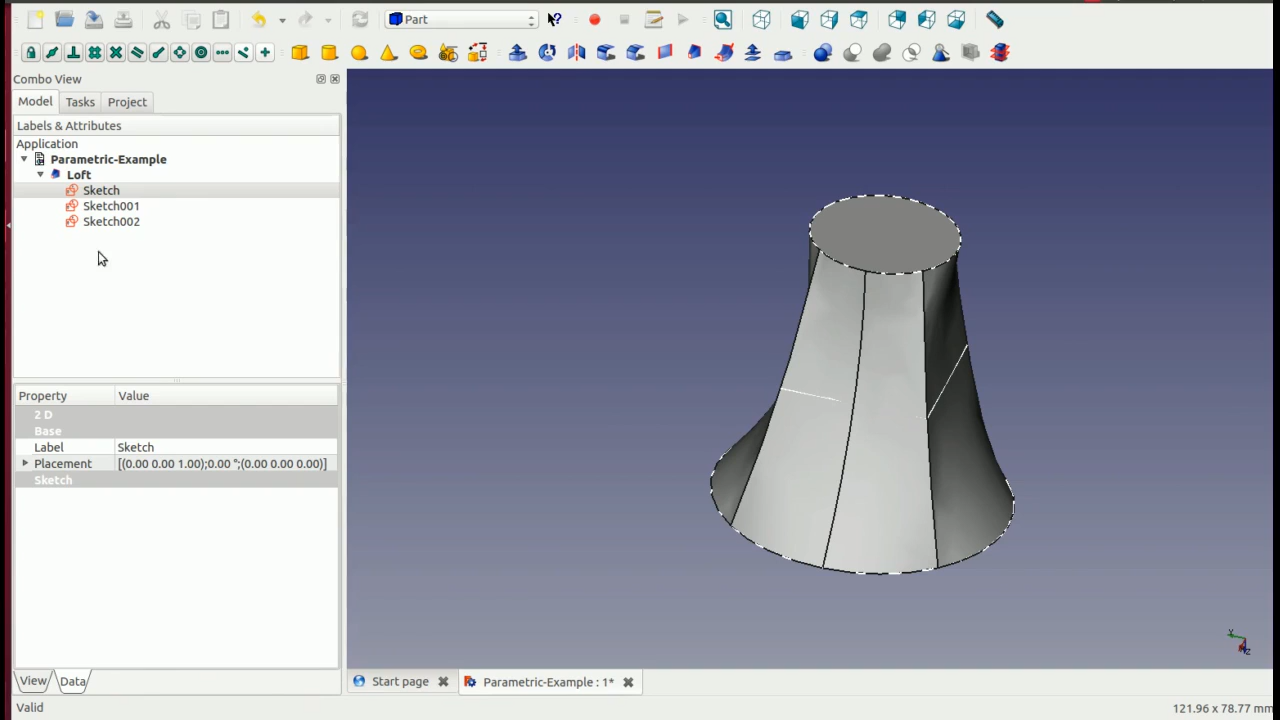 Part
Combo View
Model Tasks Project
Labels & Attributes
Application
Parametric-Example
Loft
Sketch
Sketch001
Sketch002
Property Value
2 D
Base
Label Sketch
Placement [(0.00 0.00 1.00);0.00 °;(0.00 0.00 0.00)]
Sketch
View Data
Start page Parametric-Example : 1*
Valid
121.96 x 78.77 mm